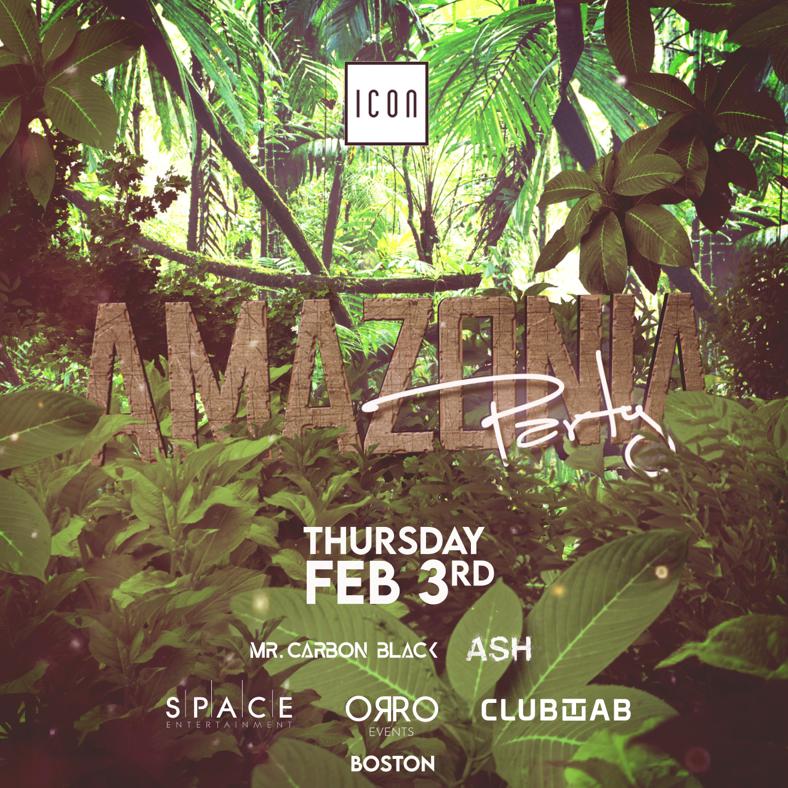 ICON
AMAZONIA
Party
THURSDAY
FEB 3RD
MR. CARBON BLACK ASH
SPACE ORRO CLUBTAB
ENTERTAINMENT EVENTS
BOSTON